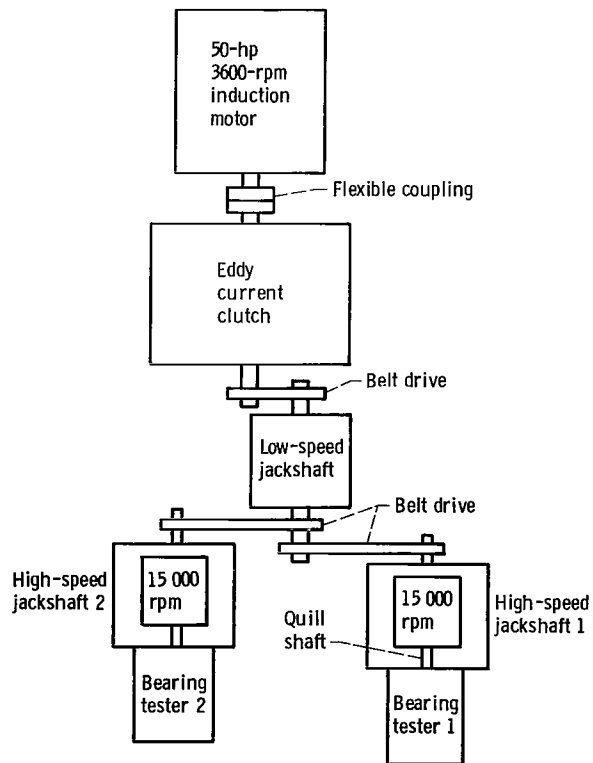 50-hp
3600-rpm
induction
motor
Flexible coupling
Eddy
current
clutch
Belt drive
Low-speed
jackshaft
Belt drive
High-speed
jackshaft 2
15 000
rpm
15 000
rpm
High-speed
jackshaft 1
Quill
shaft
Bearing
tester 2
Bearing
tester 1